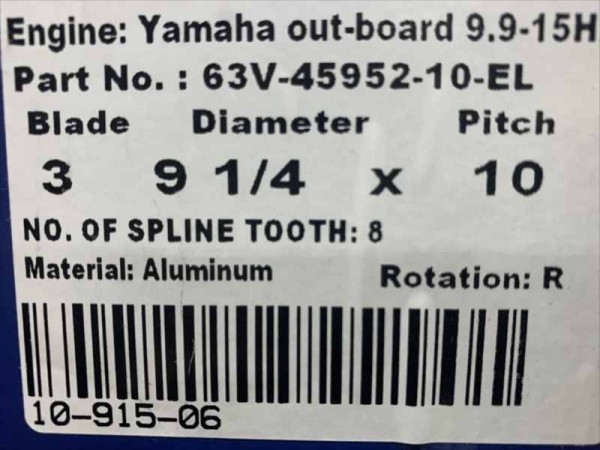 Engine: Yamaha out-board 9.9-15H
Part No. : 63V-45952-10-EL
Blade Diameter Pitch
3 9 1/4 x 10
NO. OF SPLINE TOOTH: 8
Material: Aluminum Rotation: R
10-915-06